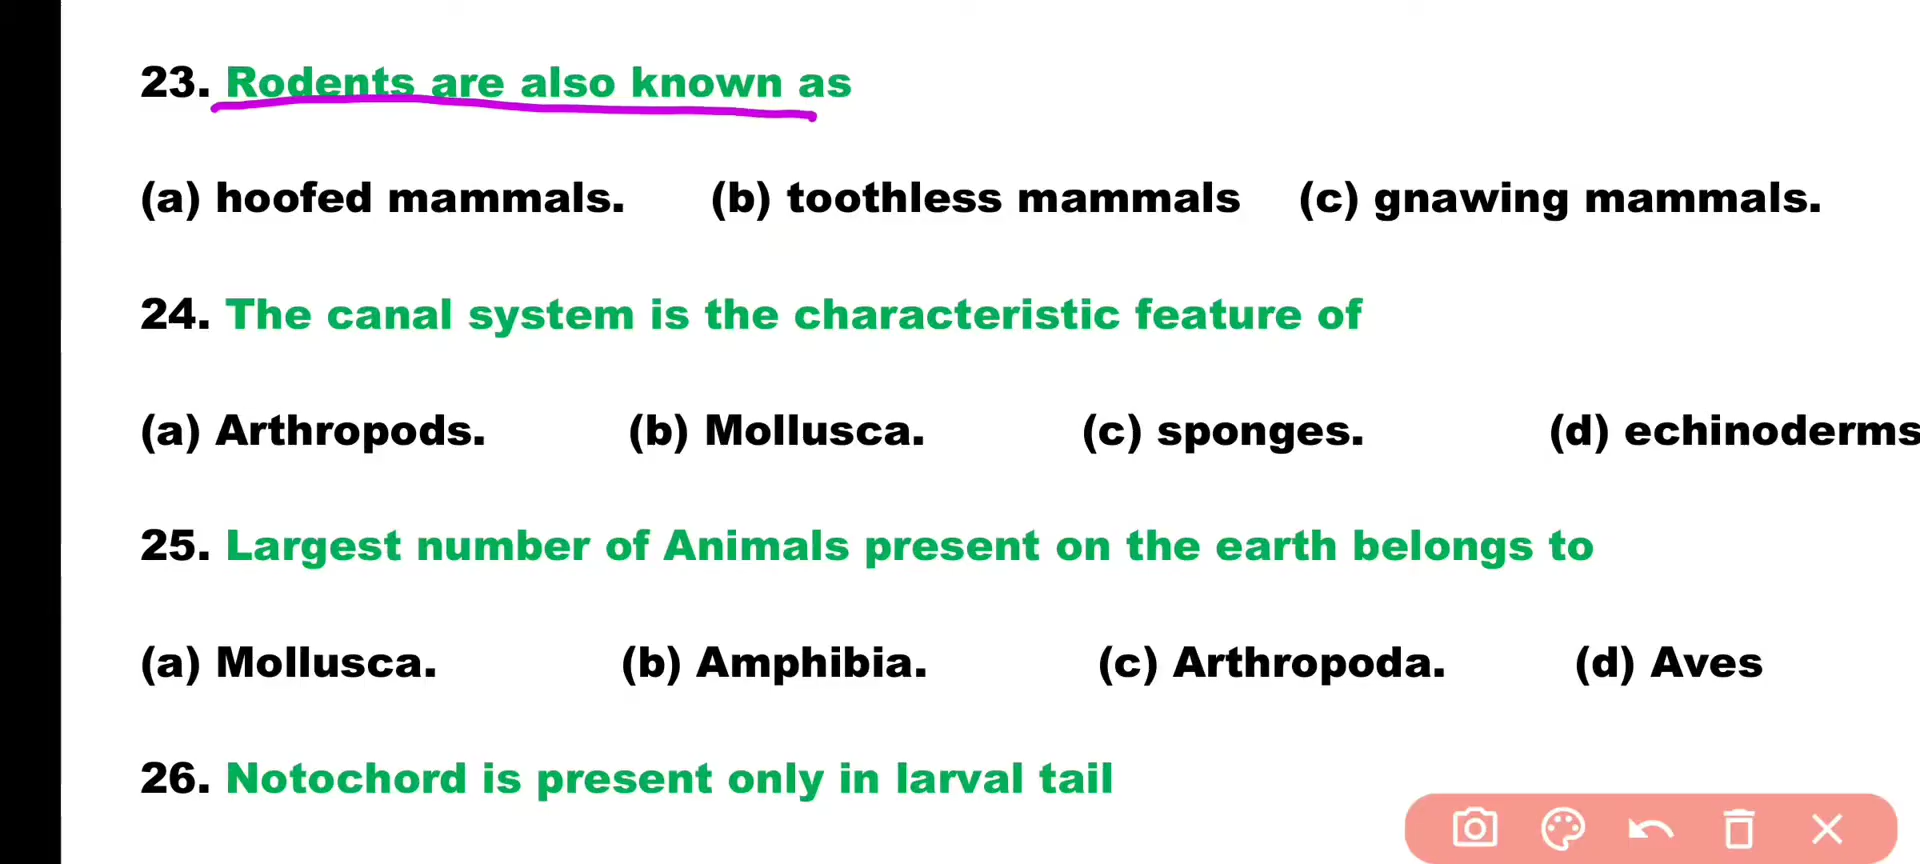 23. Rodents are also known as
(a) hoofed mammals. (b) toothless mammals (c) gnawing mammals.
24. The canal system is the characteristic feature of
(a) Arthropods. (b) Mollusca. (c) sponges. (d) echinoderms
25. Largest number of Animals present on the earth belongs to
(a) Mollusca. (b) Amphibia. (c) Arthropoda. (d) Aves
26. Notochord is present only in larval tail